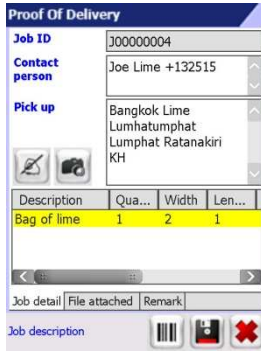 Proof Of Delivery
Job ID
J00000004
Contact person
Joe Lime +132515
Pick up
Bangkok Lime
Lumhatumphat
Lumphat Ratanakiri
KH
Description Qua... Width Len...
Bag of lime 1 2 1
Job detail File attached Remark
Job description